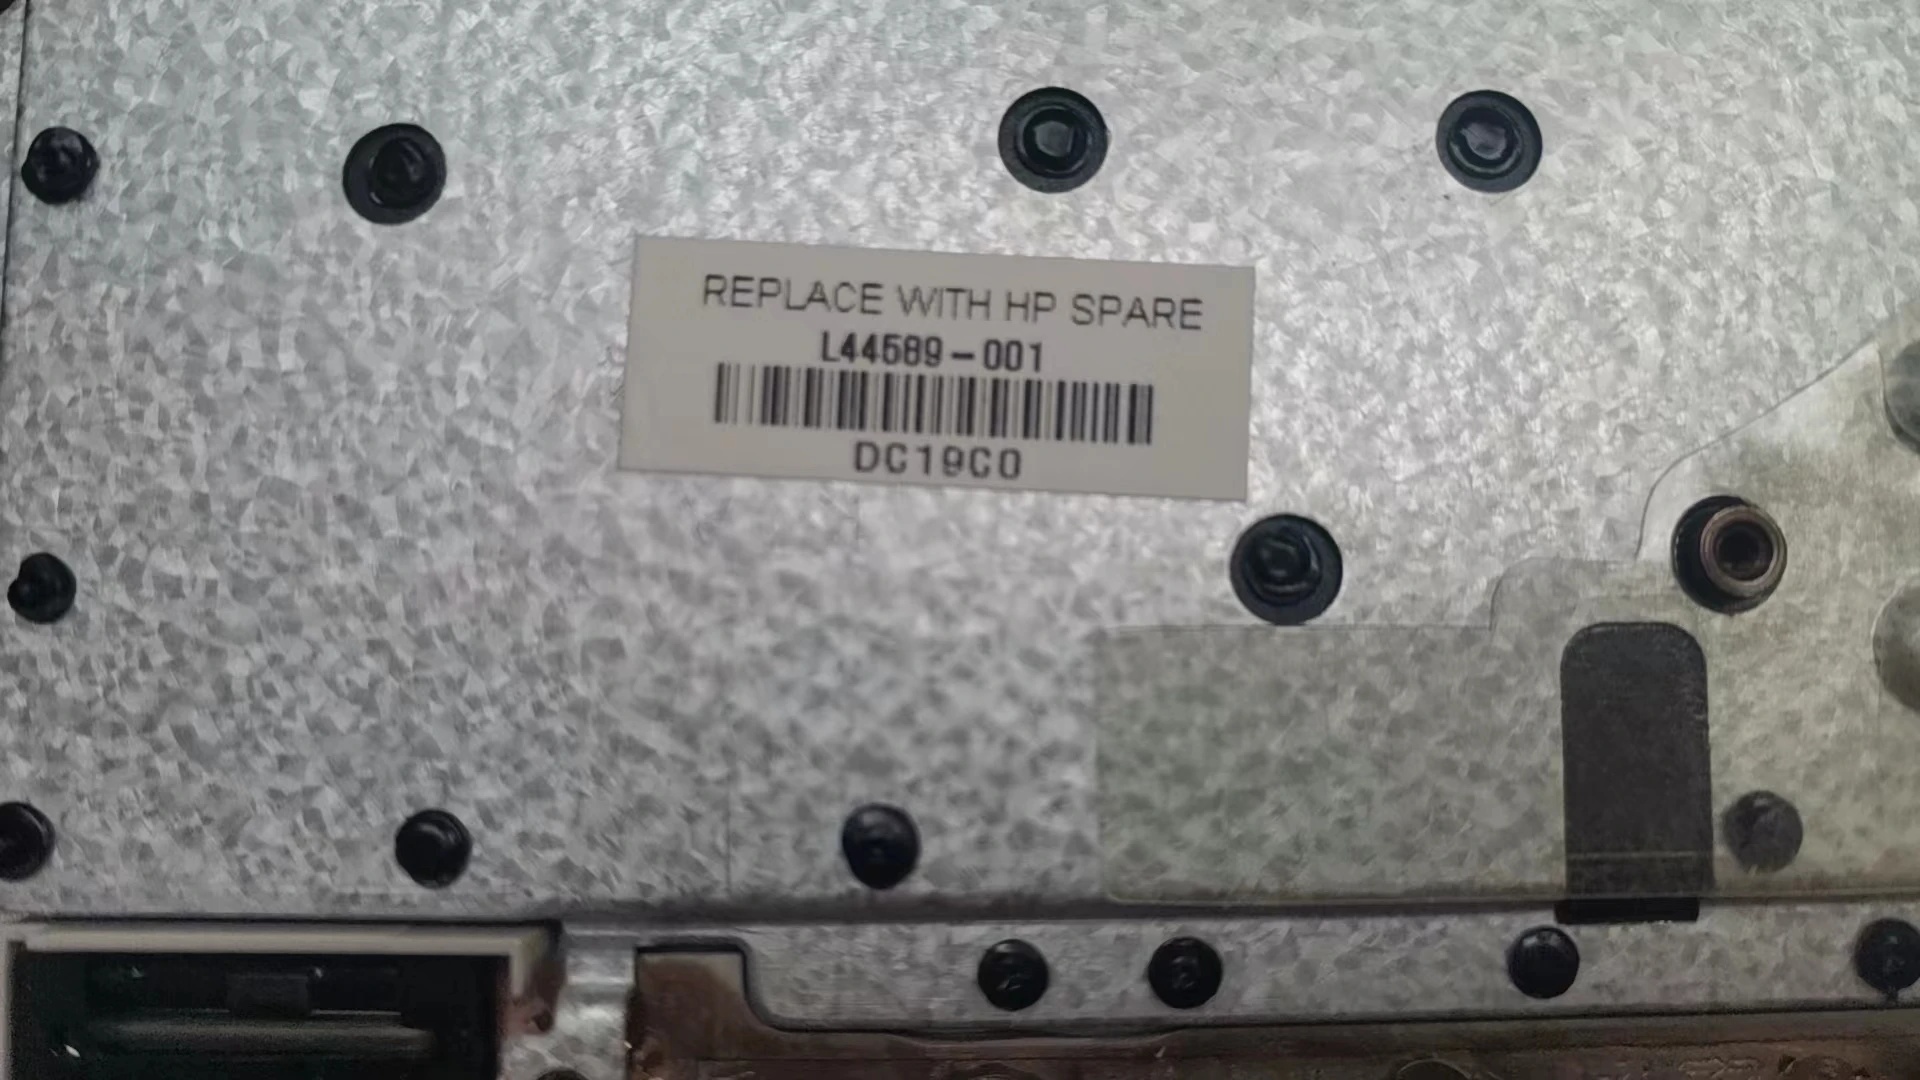 REPLACE WITH HP SPARE
L44589-001
DC19C0